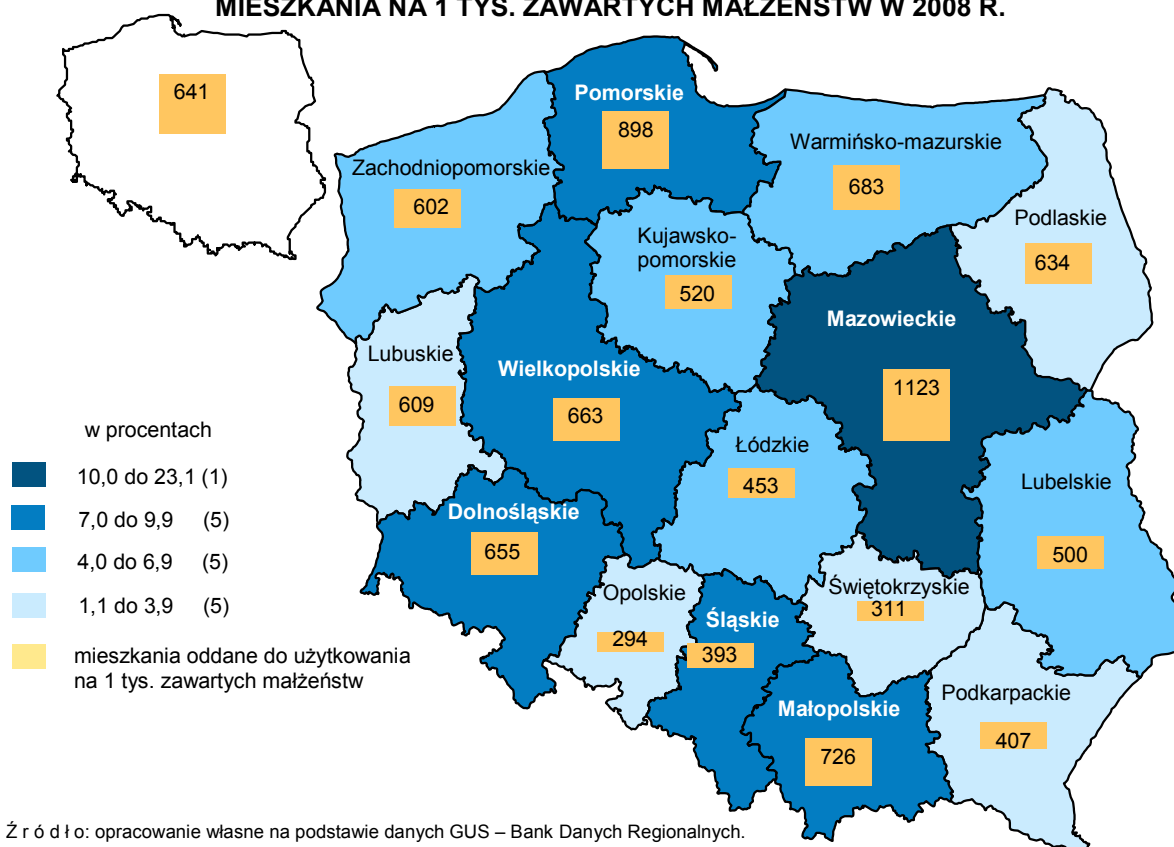 MIESZKANIA NA 1 TYS. ZAWARTYCH MAŁŻEŃSTW W 2008 R.
641
Pomorskie
898
Warmińsko-mazurskie
683
Zachodniopomorskie
602
Podlaskie
634
Kujawsko-
pomorskie
520
Mazowieckie
1123
Lubuskie
609
Wielkopolskie
663
Łódzkie
453
Lubelskie
500
Dolnośląskie
655
Opolskie
294
Śląskie
393
Świętokrzyskie
311
Małopolskie
726
Podkarpackie
407
w procentach
10,0 do 23,1 (1)
7,0 do 9,9 (5)
4,0 do 6,9 (5)
1,1 do 3,9 (5)
mieszkania oddane do użytkowania
na 1 tys. zawartych małżeństw
Ź r ó d ł o: opracowanie własne na podstawie danych GUS – Bank Danych Regionalnych.